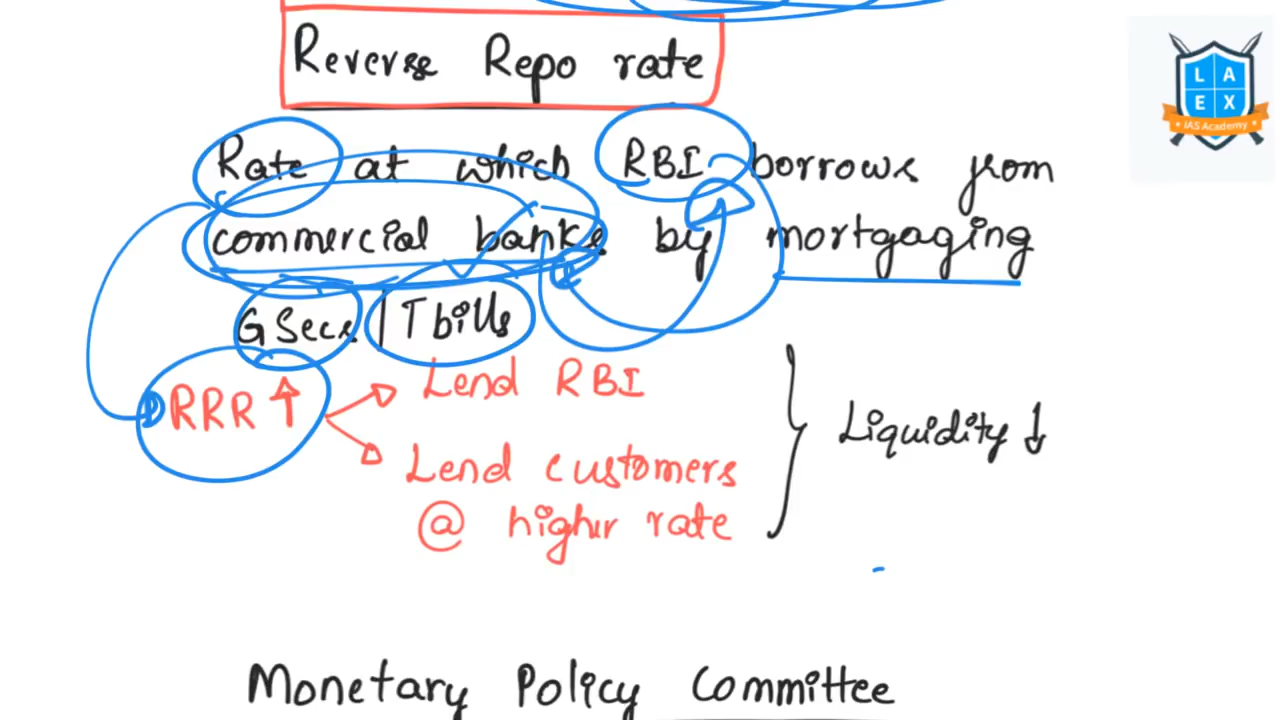 Reverse Repo rate
Rate at which RBI borrows from
commercial banks by mortgaging
GSecs | Tbills
RRR ↑
Lend RBI
Lend customers
@ higher rate
Liquidity ↓
Monetary Policy Committee
L A
E X
IAS Academy